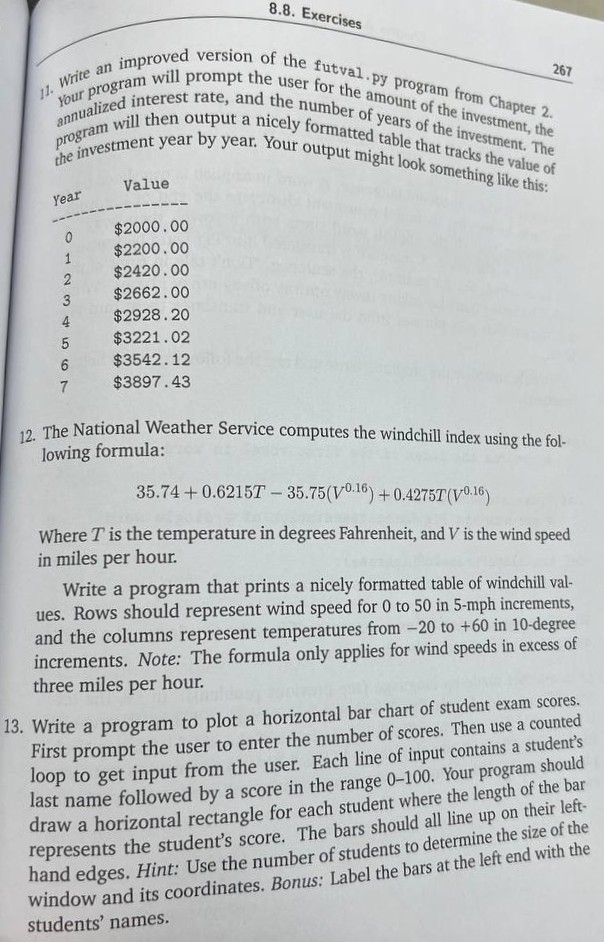 8.8. Exercises
267
11. Write an improved version of the futval.py program from Chapter 2.
Your program will prompt the user for the amount of the investment, the
annualized interest rate, and the number of years of the investment. The
program will then output a nicely formatted table that tracks the value of
the investment year by year. Your output might look something like this:
Year Value
------------------
0 $2000.00
1 $2200.00
2 $2420.00
3 $2662.00
4 $2928.20
5 $3221.02
6 $3542.12
7 $3897.43
12. The National Weather Service computes the windchill index using the fol-
lowing formula:
35.74 + 0.6215T − 35.75(V^0.16) + 0.4275T(V^0.16)
Where T is the temperature in degrees Fahrenheit, and V is the wind speed
in miles per hour.
Write a program that prints a nicely formatted table of windchill val-
ues. Rows should represent wind speed for 0 to 50 in 5-mph increments,
and the columns represent temperatures from −20 to +60 in 10-degree
increments. Note: The formula only applies for wind speeds in excess of
three miles per hour.
13. Write a program to plot a horizontal bar chart of student exam scores.
First prompt the user to enter the number of scores. Then use a counted
loop to get input from the user. Each line of input contains a student's
last name followed by a score in the range 0–100. Your program should
draw a horizontal rectangle for each student where the length of the bar
represents the student's score. The bars should all line up on their left-
hand edges. Hint: Use the number of students to determine the size of the
window and its coordinates. Bonus: Label the bars at the left end with the
students' names.